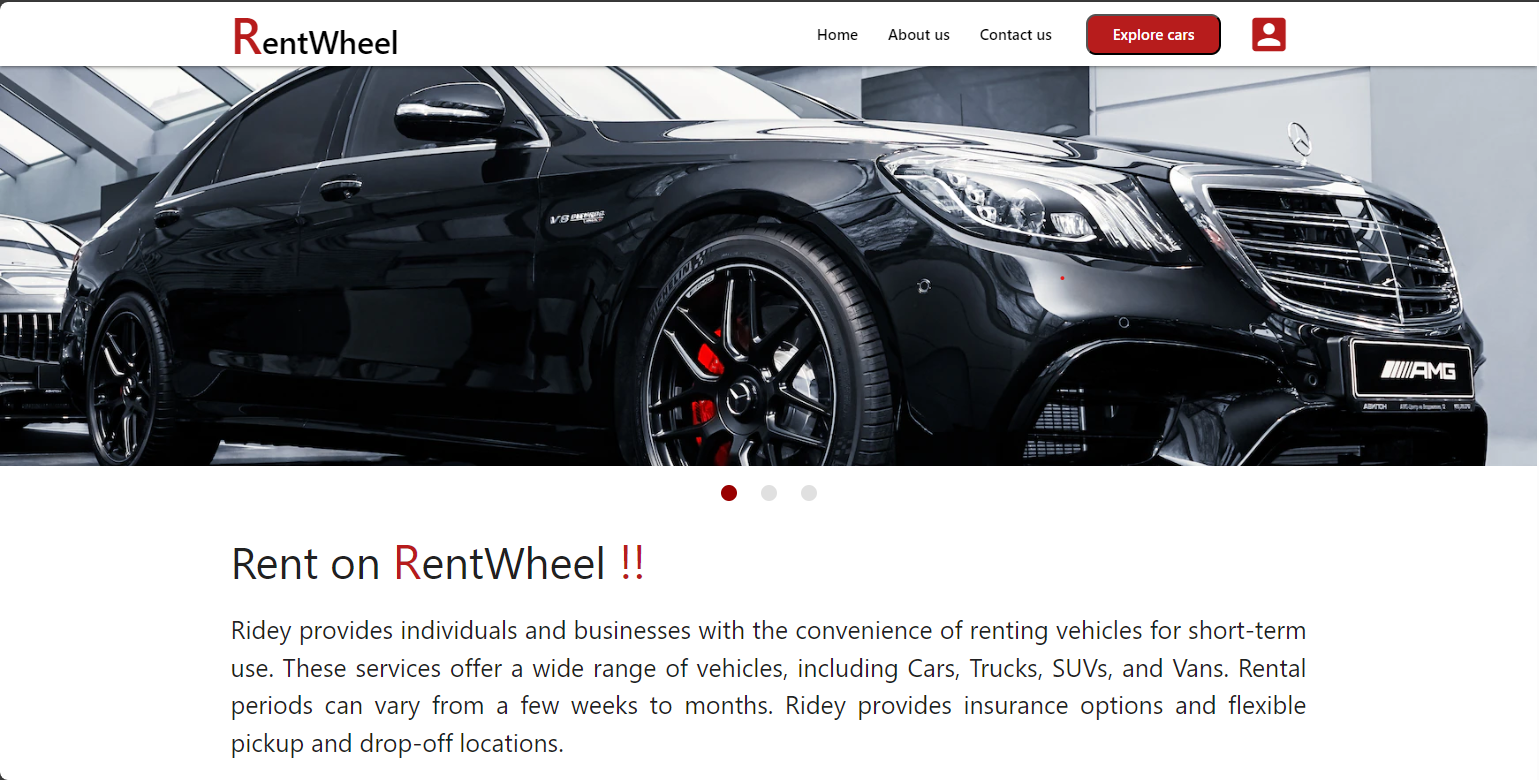 RentWheel
Home
About us
Contact us
Explore cars
V8 BITURBO
MICHELIN
AMG
Rent on RentWheel !!
Ridey provides individuals and businesses with the convenience of renting vehicles for short-term
use. These services offer a wide range of vehicles, including Cars, Trucks, SUVs, and Vans. Rental
periods can vary from a few weeks to months. Ridey provides insurance options and flexible
pickup and drop-off locations.